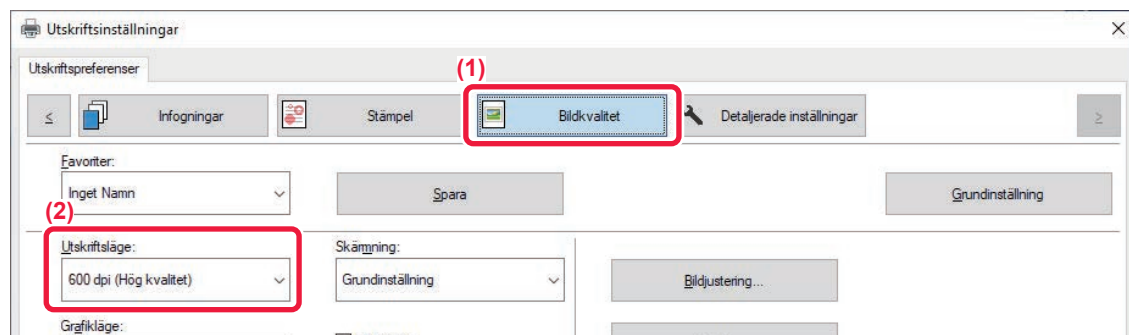 Utskriftsinställningar
Utskriftspreferenser
(1)
< Infogningar Stämpel Bildkvalitet Detaljerade inställningar >
Favoriter:
Inget Namn Spara Grundinställning
(2)
Utskriftsläge: Skärmning:
600 dpi (Hög kvalitet) Grundinställning Bildjustering...
Grafikläge: